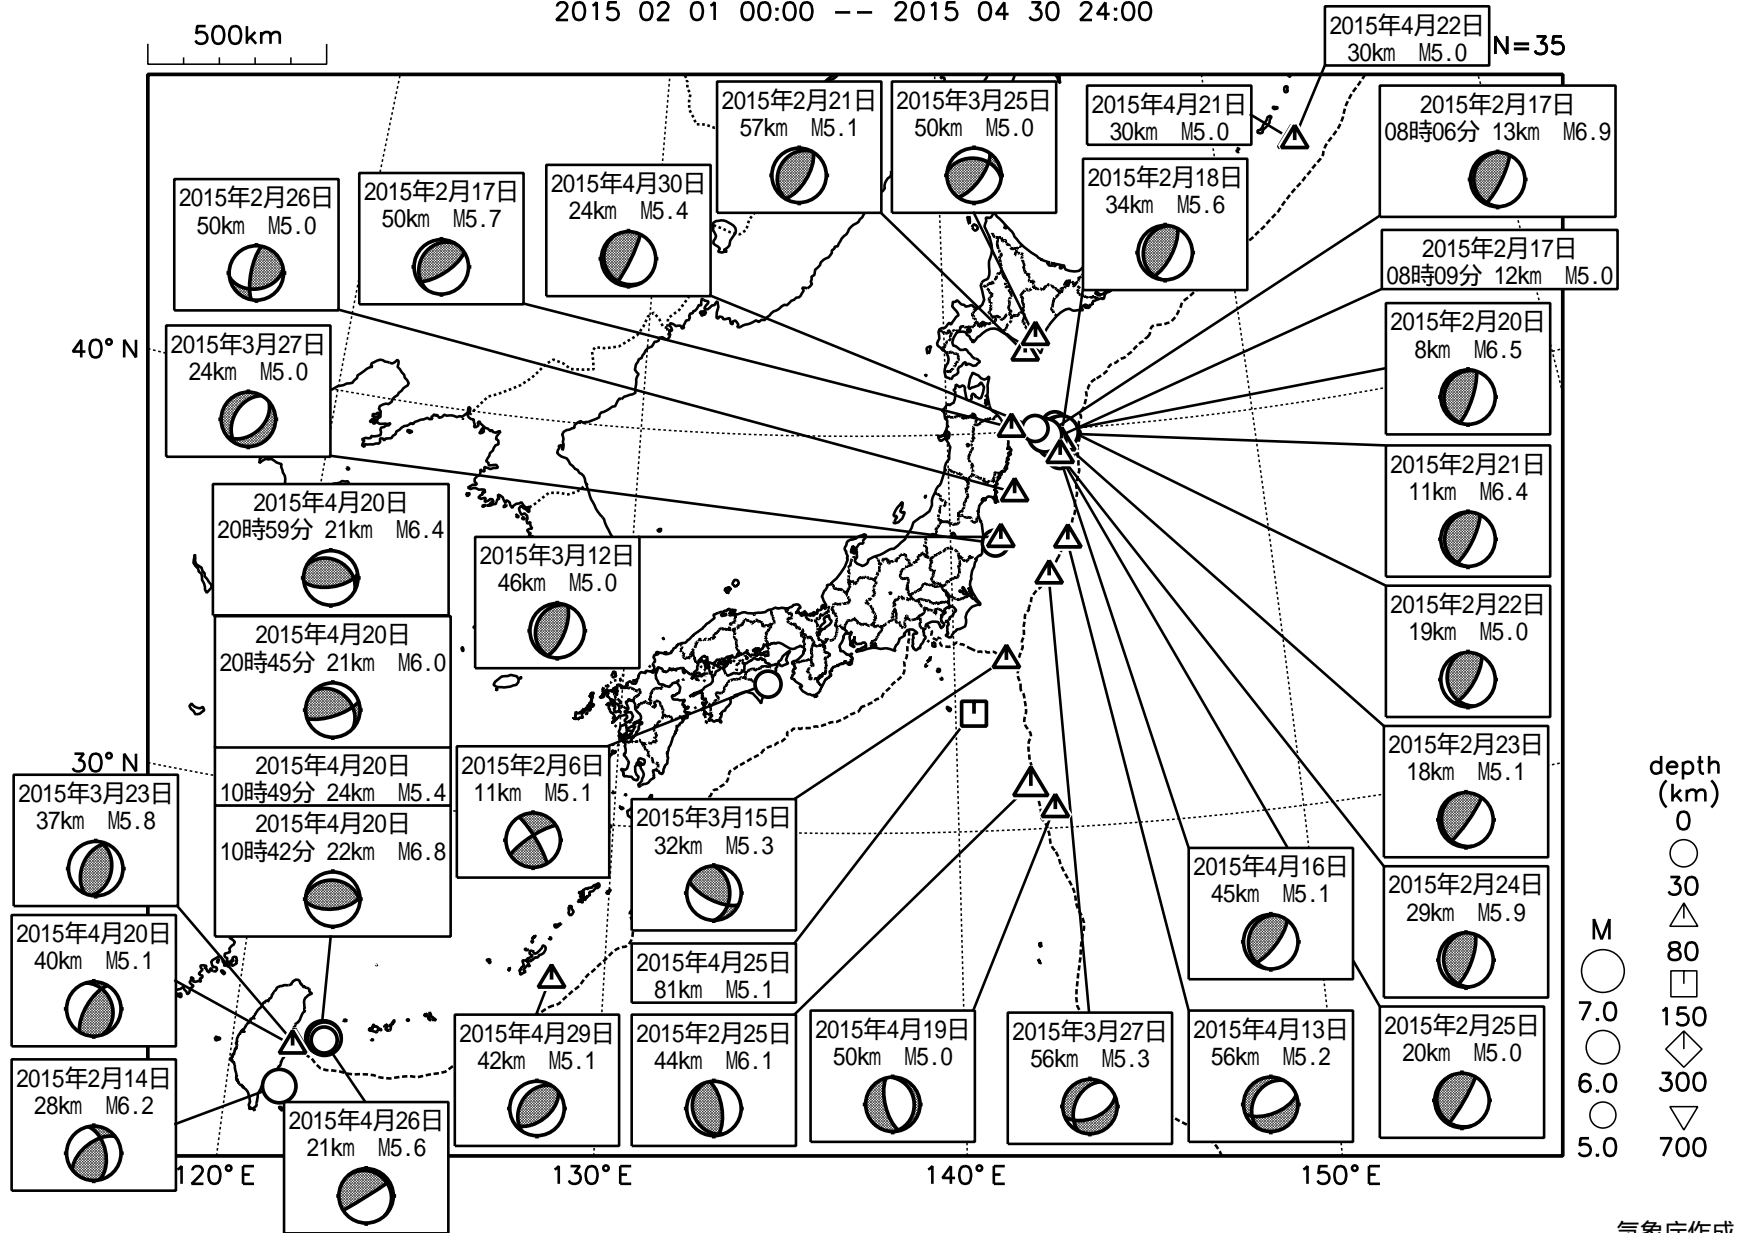 2015 02 01 00:00 -- 2015 04 30 24:00
500km
N=35
2015年4月22日
30km M5.0
2015年2月21日
57km M5.1
2015年3月25日
50km M5.0
2015年4月21日
30km M5.0
2015年2月17日
08時06分 13km M6.9
2015年2月26日
50km M5.0
2015年2月17日
50km M5.7
2015年4月30日
24km M5.4
2015年2月18日
34km M5.6
2015年2月17日
08時09分 12km M5.0
40°N
2015年3月27日
24km M5.0
2015年2月20日
8km M6.5
2015年4月20日
20時59分 21km M6.4
2015年3月12日
46km M5.0
2015年2月21日
11km M6.4
2015年4月20日
20時45分 21km M6.0
2015年2月22日
19km M5.0
30°N
2015年4月20日
10時49分 24km M5.4
2015年2月6日
11km M5.1
2015年2月23日
18km M5.1
2015年3月23日
37km M5.8
2015年4月20日
10時42分 22km M6.8
2015年3月15日
32km M5.3
2015年4月16日
45km M5.1
2015年2月24日
29km M5.9
2015年4月20日
40km M5.1
2015年4月25日
81km M5.1
2015年4月29日
42km M5.1
2015年2月25日
44km M6.1
2015年4月19日
50km M5.0
2015年3月27日
56km M5.3
2015年4月13日
56km M5.2
2015年2月25日
20km M5.0
2015年2月14日
28km M6.2
2015年4月26日
21km M5.6
120°E
130°E
140°E
150°E
M
7.0
6.0
5.0
depth
(km)
0
30
80
150
300
700
気象庁作成